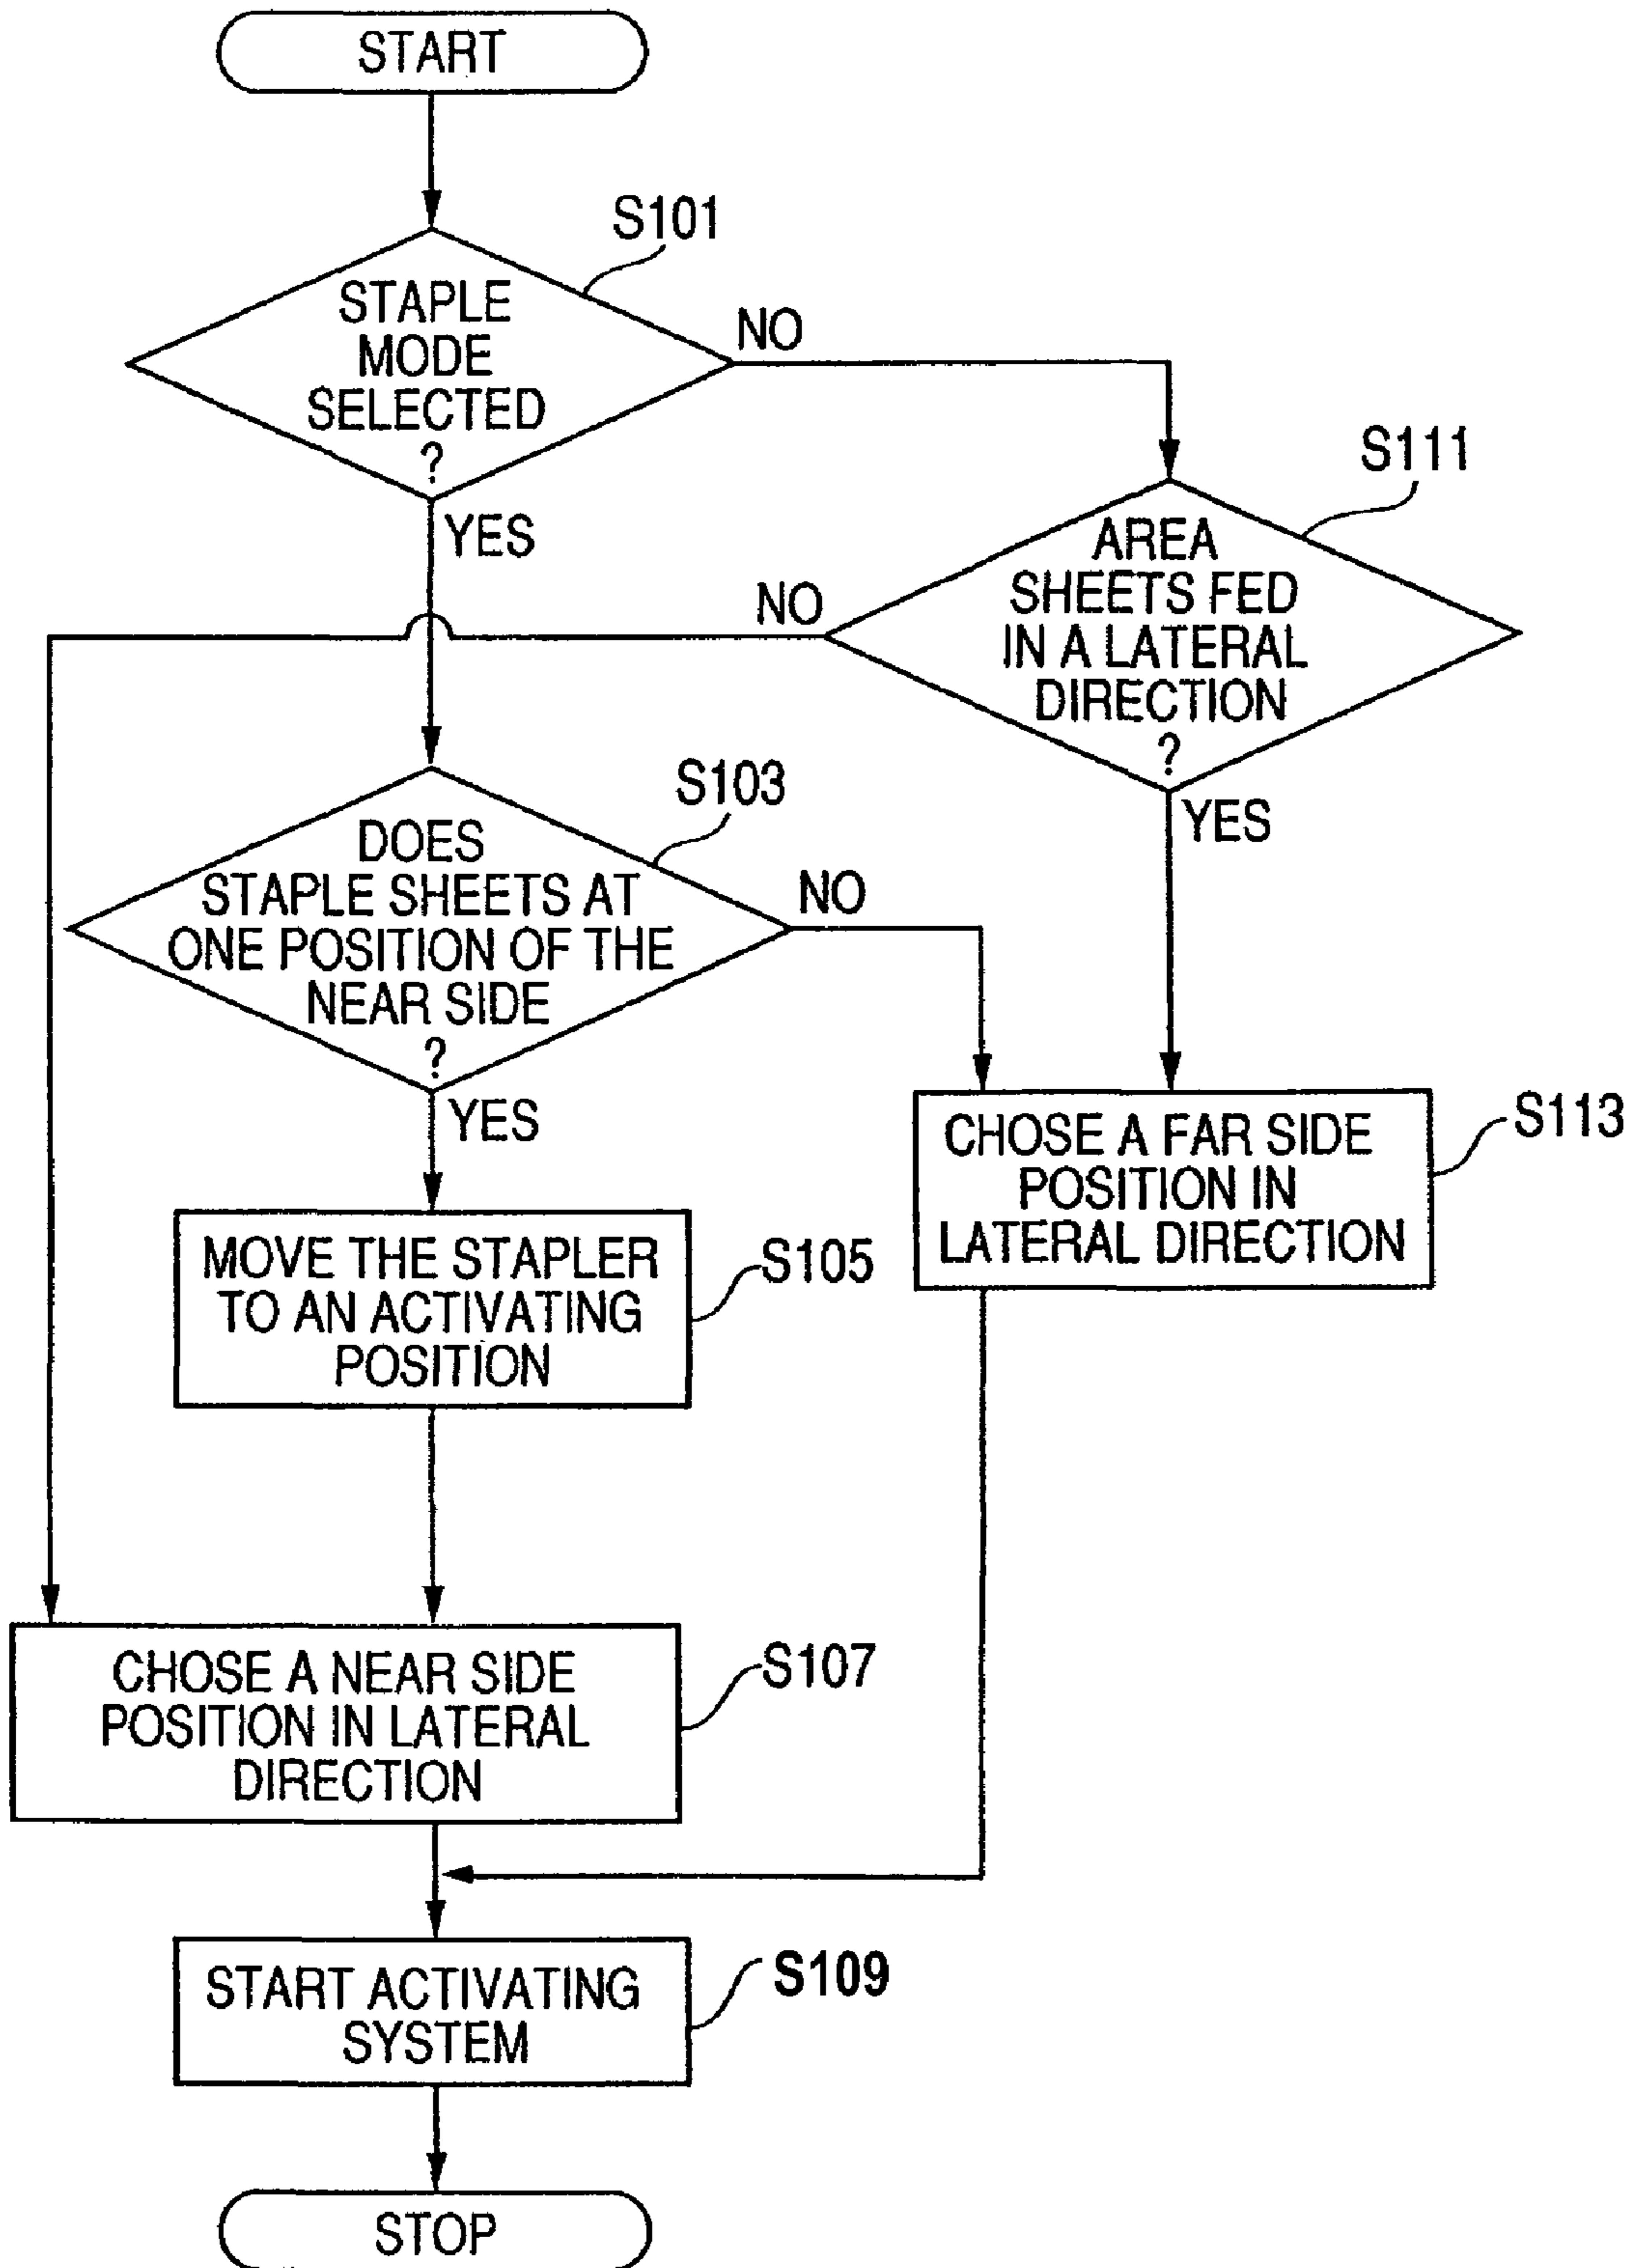 START
S101
STAPLE
MODE
SELECTED
?
NO
YES
S111
AREA
SHEETS FED
IN A LATERAL
DIRECTION
?
NO
YES
S103
DOES
STAPLE SHEETS AT
ONE POSITION OF THE
NEAR SIDE
?
NO
YES
S113
CHOSE A FAR SIDE
POSITION IN
LATERAL DIRECTION
S105
MOVE THE STAPLER
TO AN ACTIVATING
POSITION
S107
CHOSE A NEAR SIDE
POSITION IN LATERAL
DIRECTION
S109
START ACTIVATING
SYSTEM
STOP